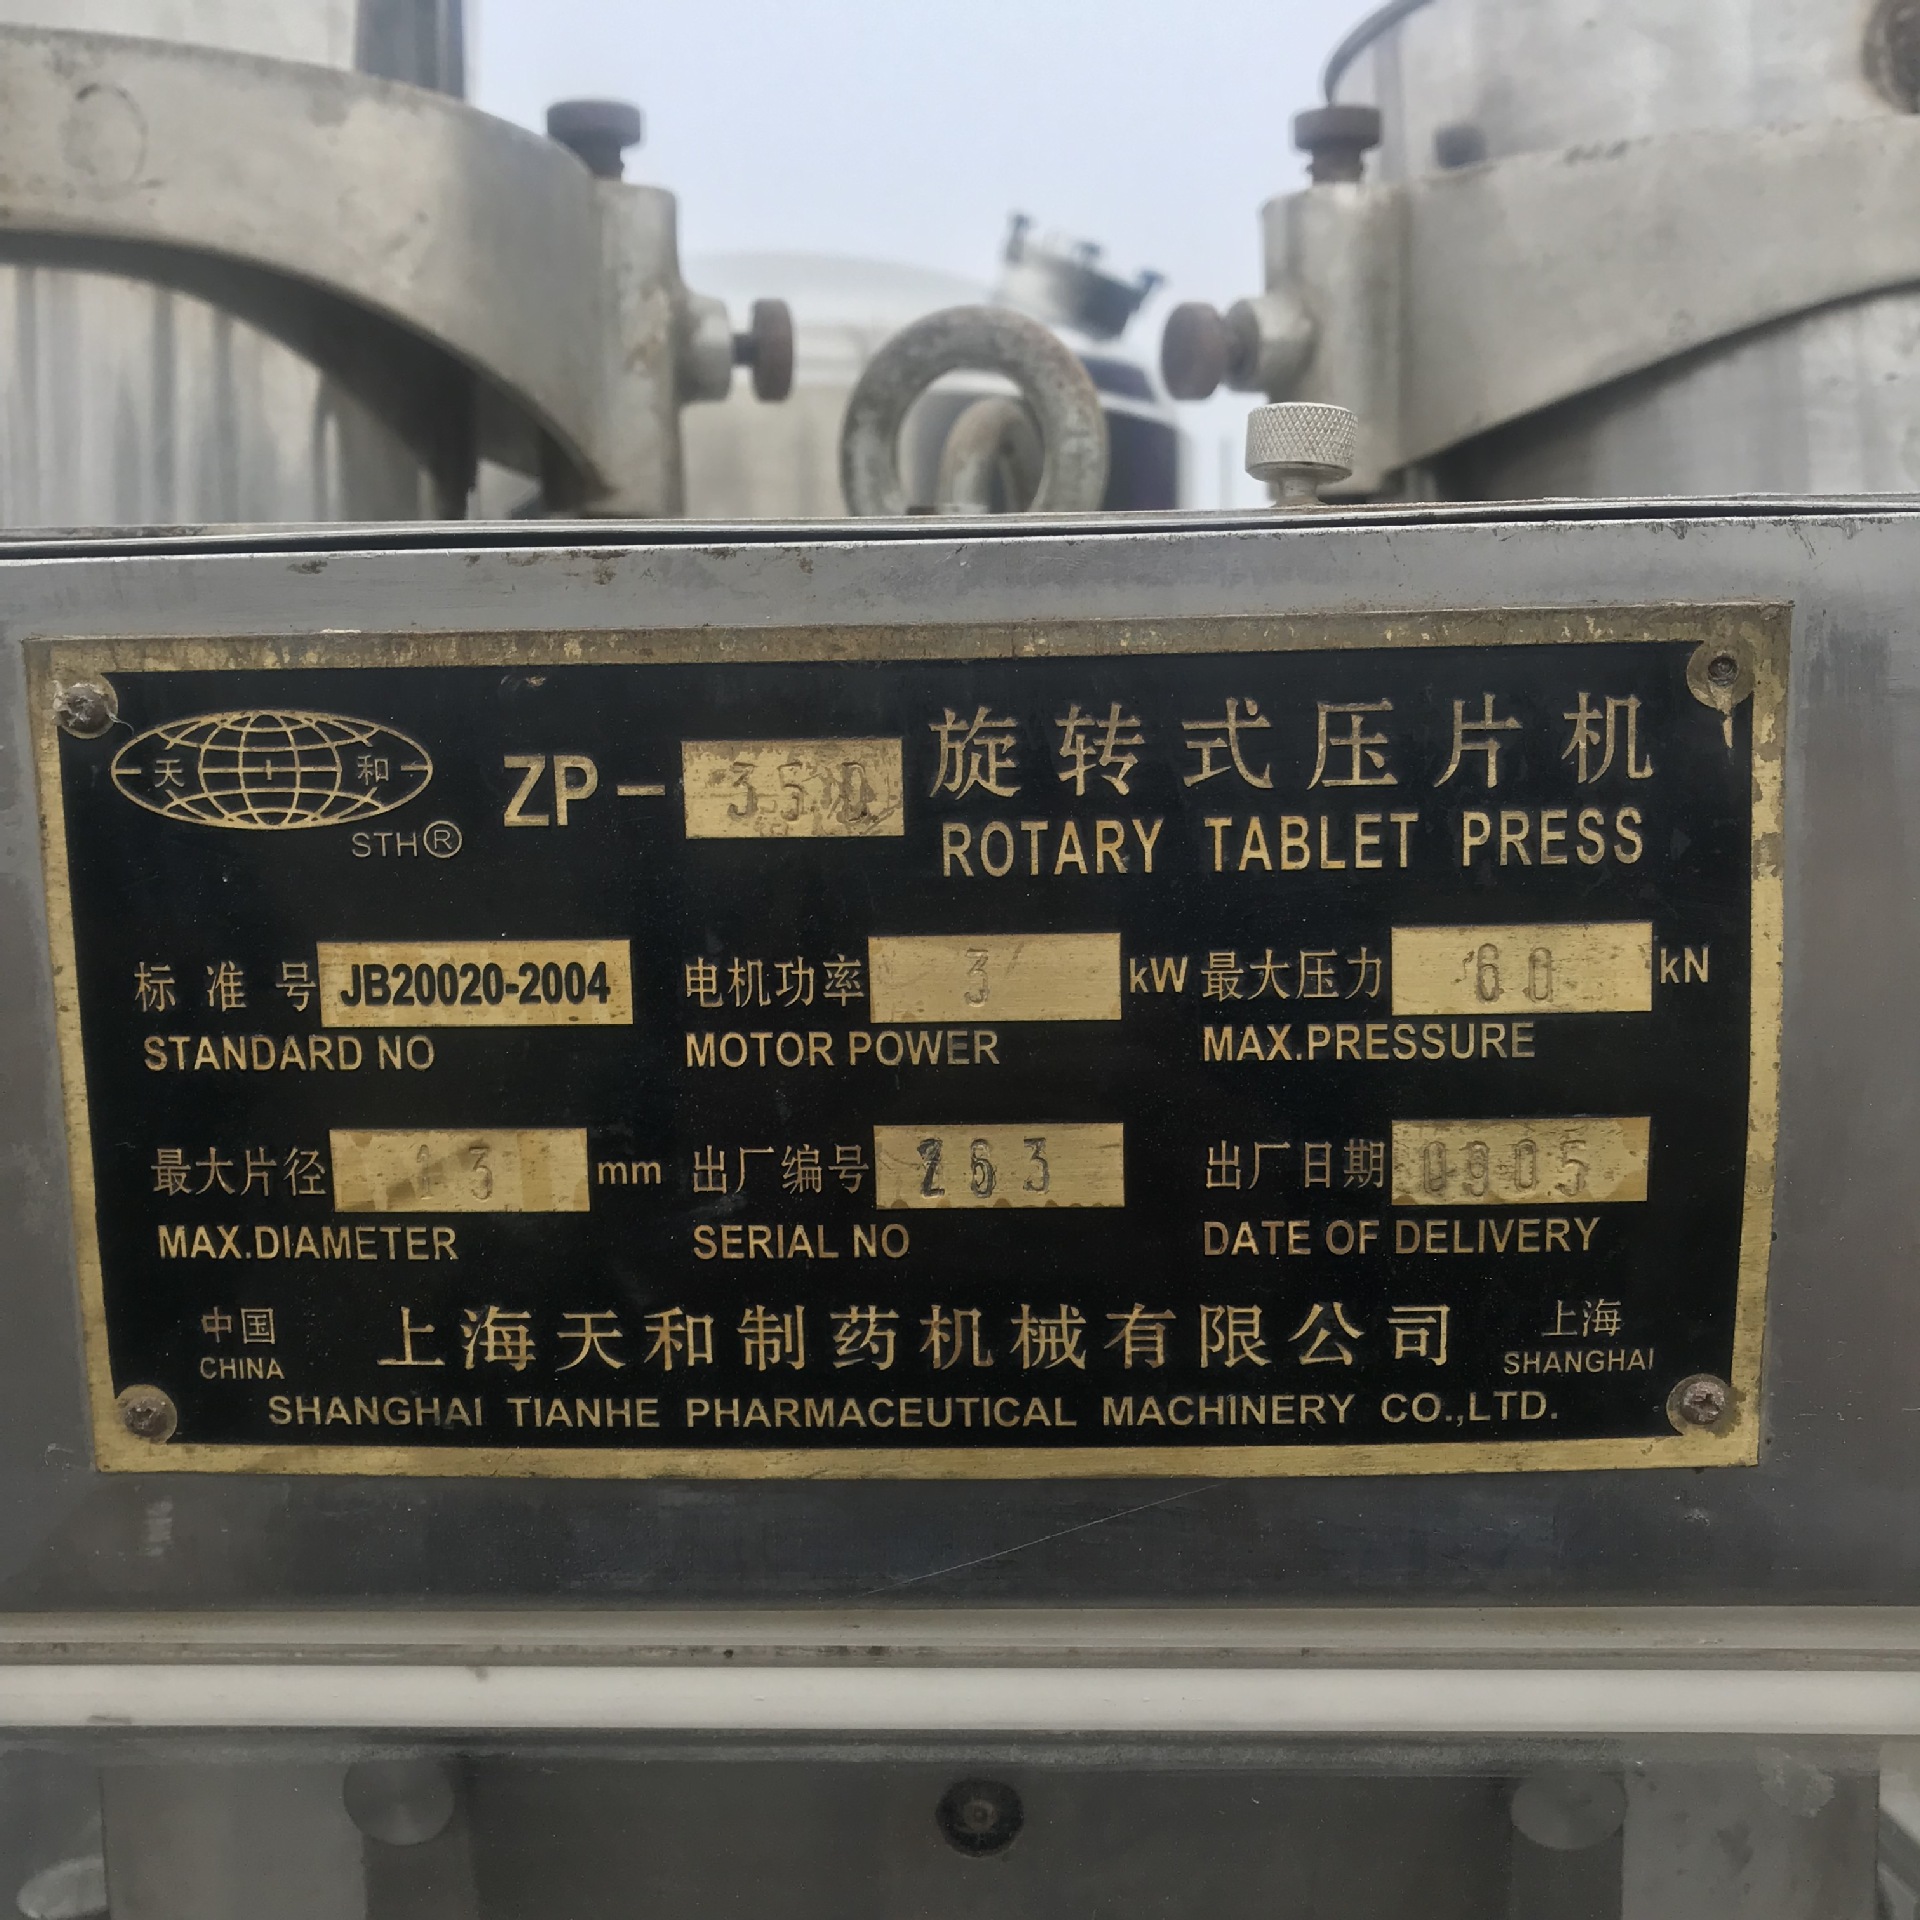 天 和
STH®
ZP-350 旋转式压片机
ROTARY TABLET PRESS
标准号 JB20020-2004 电机功率 3 kW 最大压力 60 kN
STANDARD NO MOTOR POWER MAX.PRESSURE
最大片径 13 mm 出厂编号 263 出厂日期 0905
MAX.DIAMETER SERIAL NO DATE OF DELIVERY
中国 上海天和制药机械有限公司 上海
CHINA SHANGHAI
SHANGHAI TIANHE PHARMACEUTICAL MACHINERY CO.,LTD.